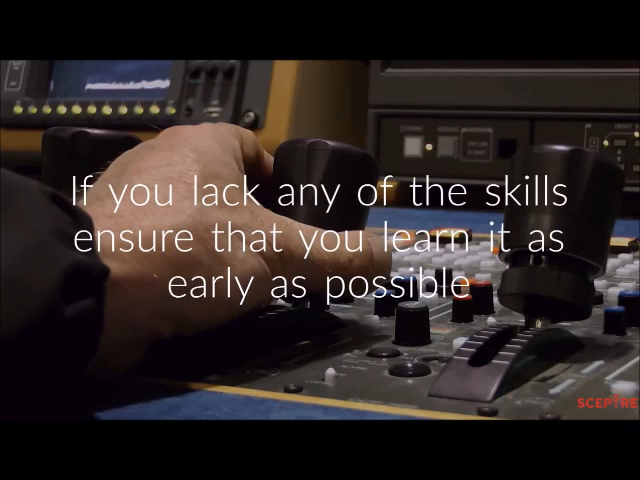 If you lack any of the skills
ensure that you learn it as
early as possible
SCEPTRE